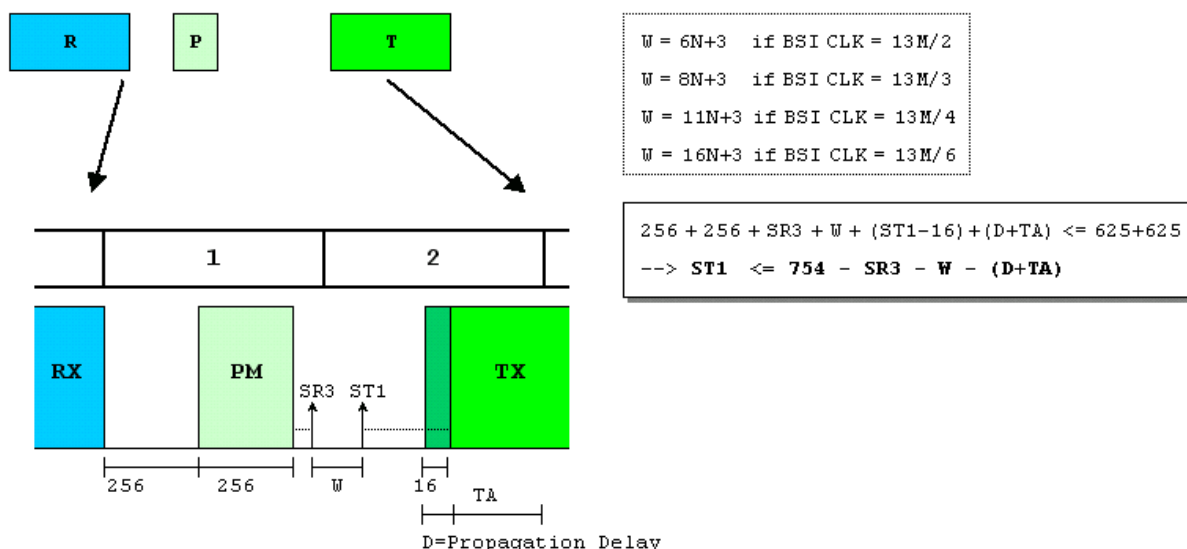 R P T
W = 6N+3 if BSI CLK = 13M/2
W = 8N+3 if BSI CLK = 13M/3
W = 11N+3 if BSI CLK = 13M/4
W = 16N+3 if BSI CLK = 13M/6
256 + 256 + SR3 + W + (ST1-16) + (D+TA) <= 625+625
--> ST1 <= 754 - SR3 - W - (D+TA)
1 2
RX PM TX
SR3 ST1
256 256 W 16
TA
D=Propagation Delay